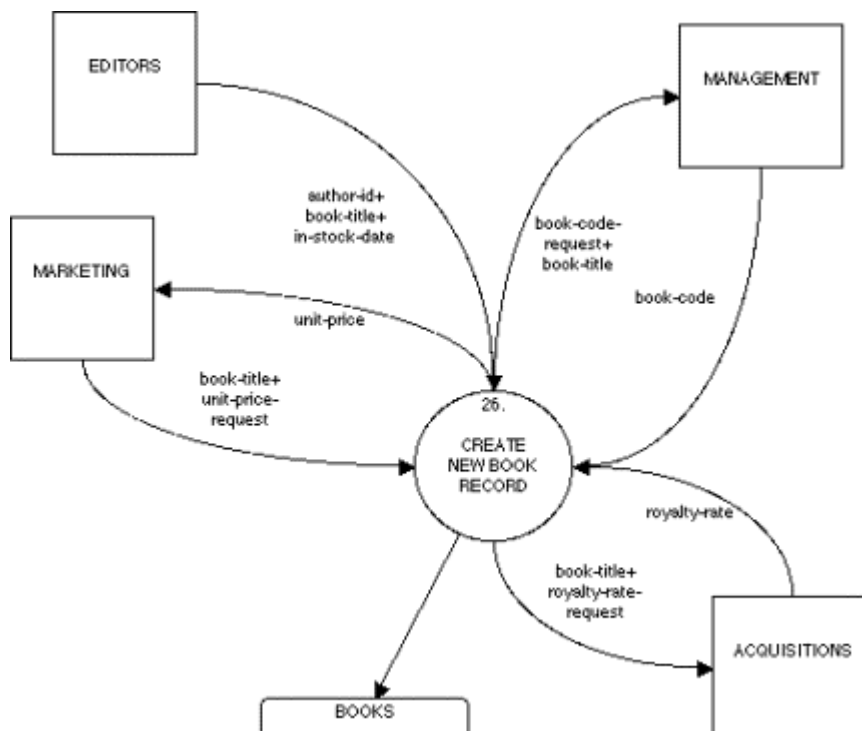 EDITORS
MANAGEMENT
author-id+
book-title+
in-stock-date
book-code-
request+
book-title
MARKETING
book-code
unit-price
book-title+
unit-price-
request
26.
CREATE
NEW BOOK
RECORD
royalty-rate
book-title+
royalty-rate-
request
ACQUISITIONS
BOOKS